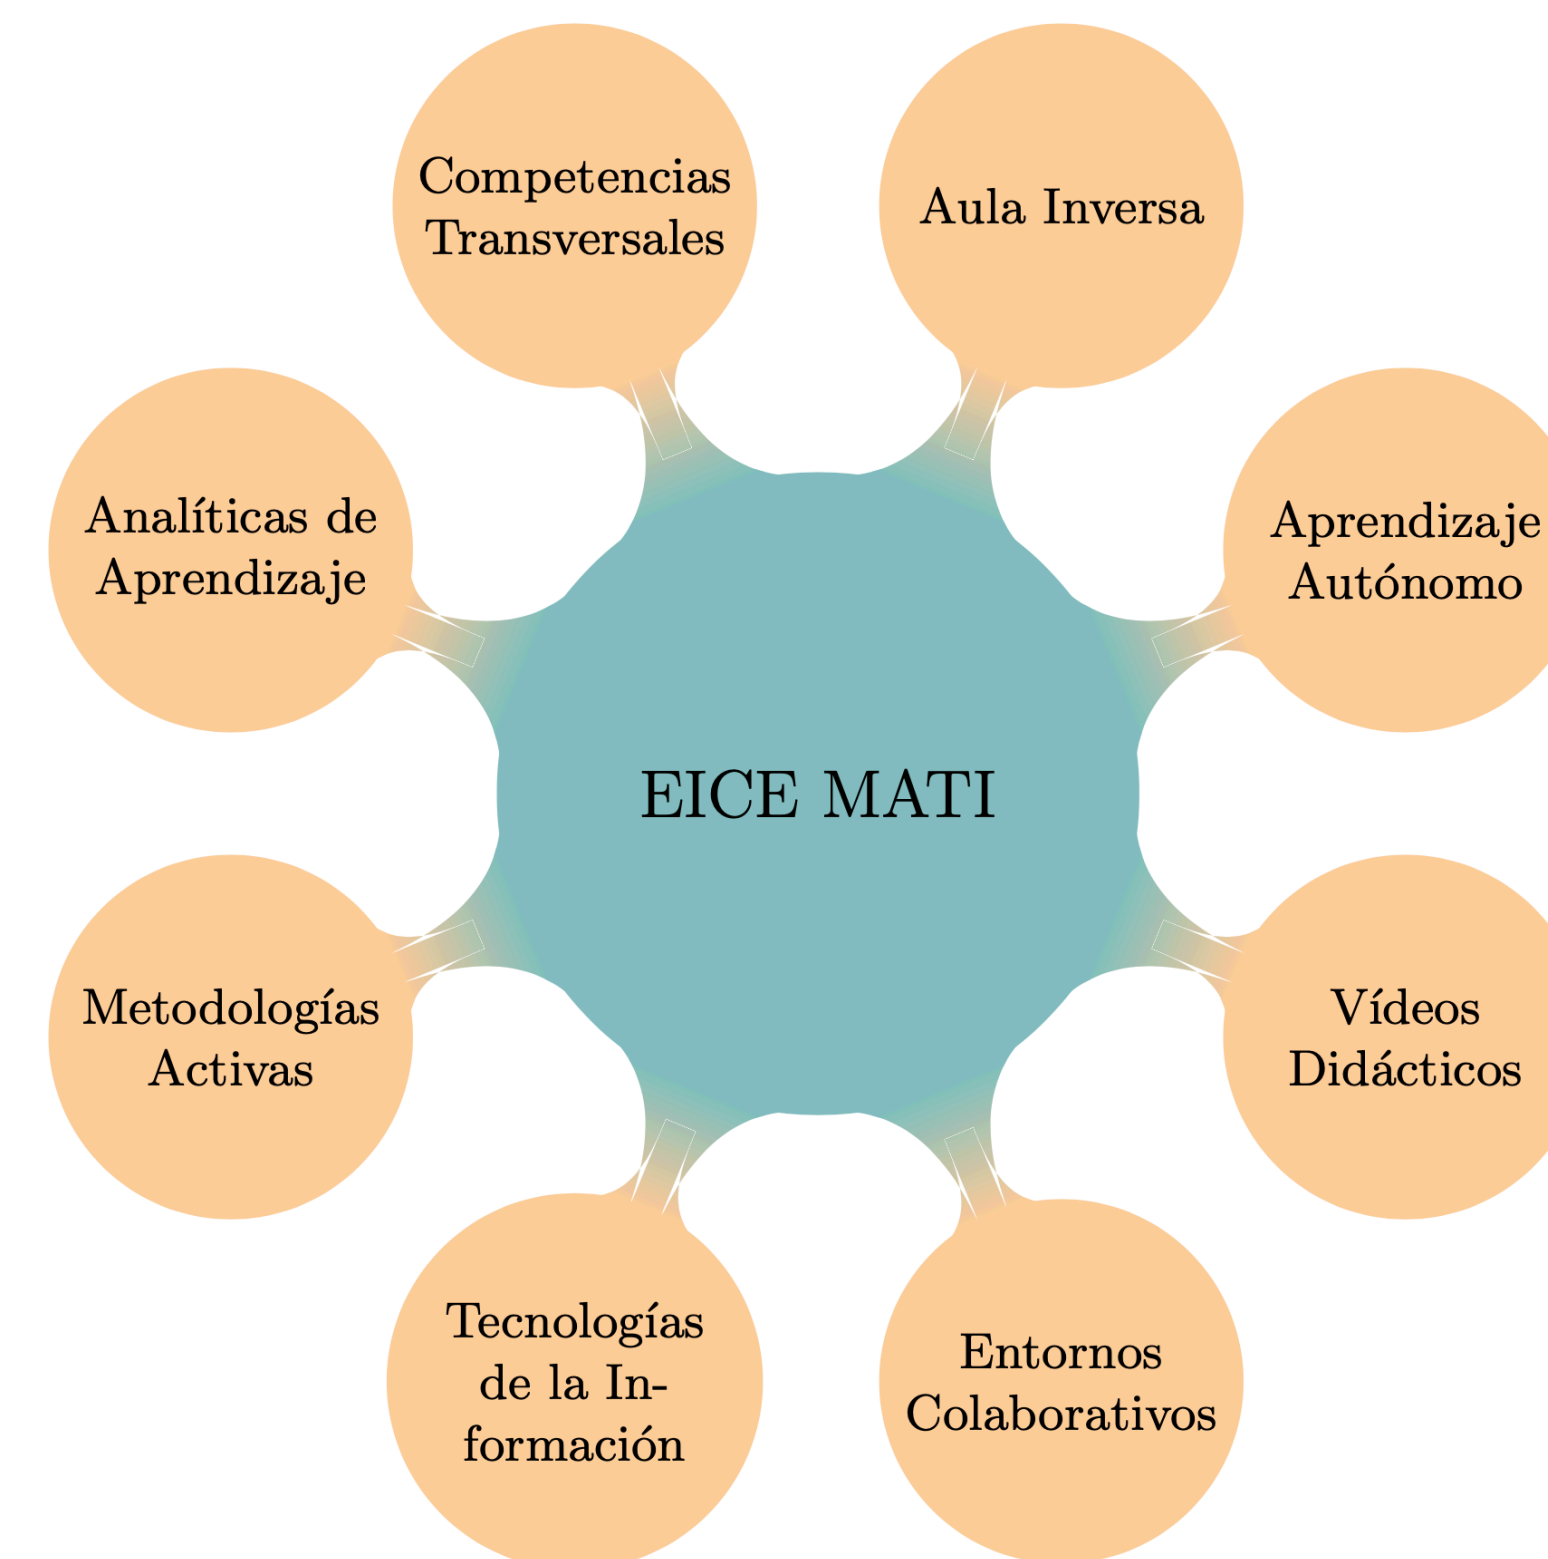 Competencias
Transversales
Aula Inversa
Analíticas de
Aprendizaje
Aprendizaje
Autónomo
EICE MATI
Metodologías
Activas
Vídeos
Didácticos
Tecnologías
de la In-
formación
Entornos
Colaborativos